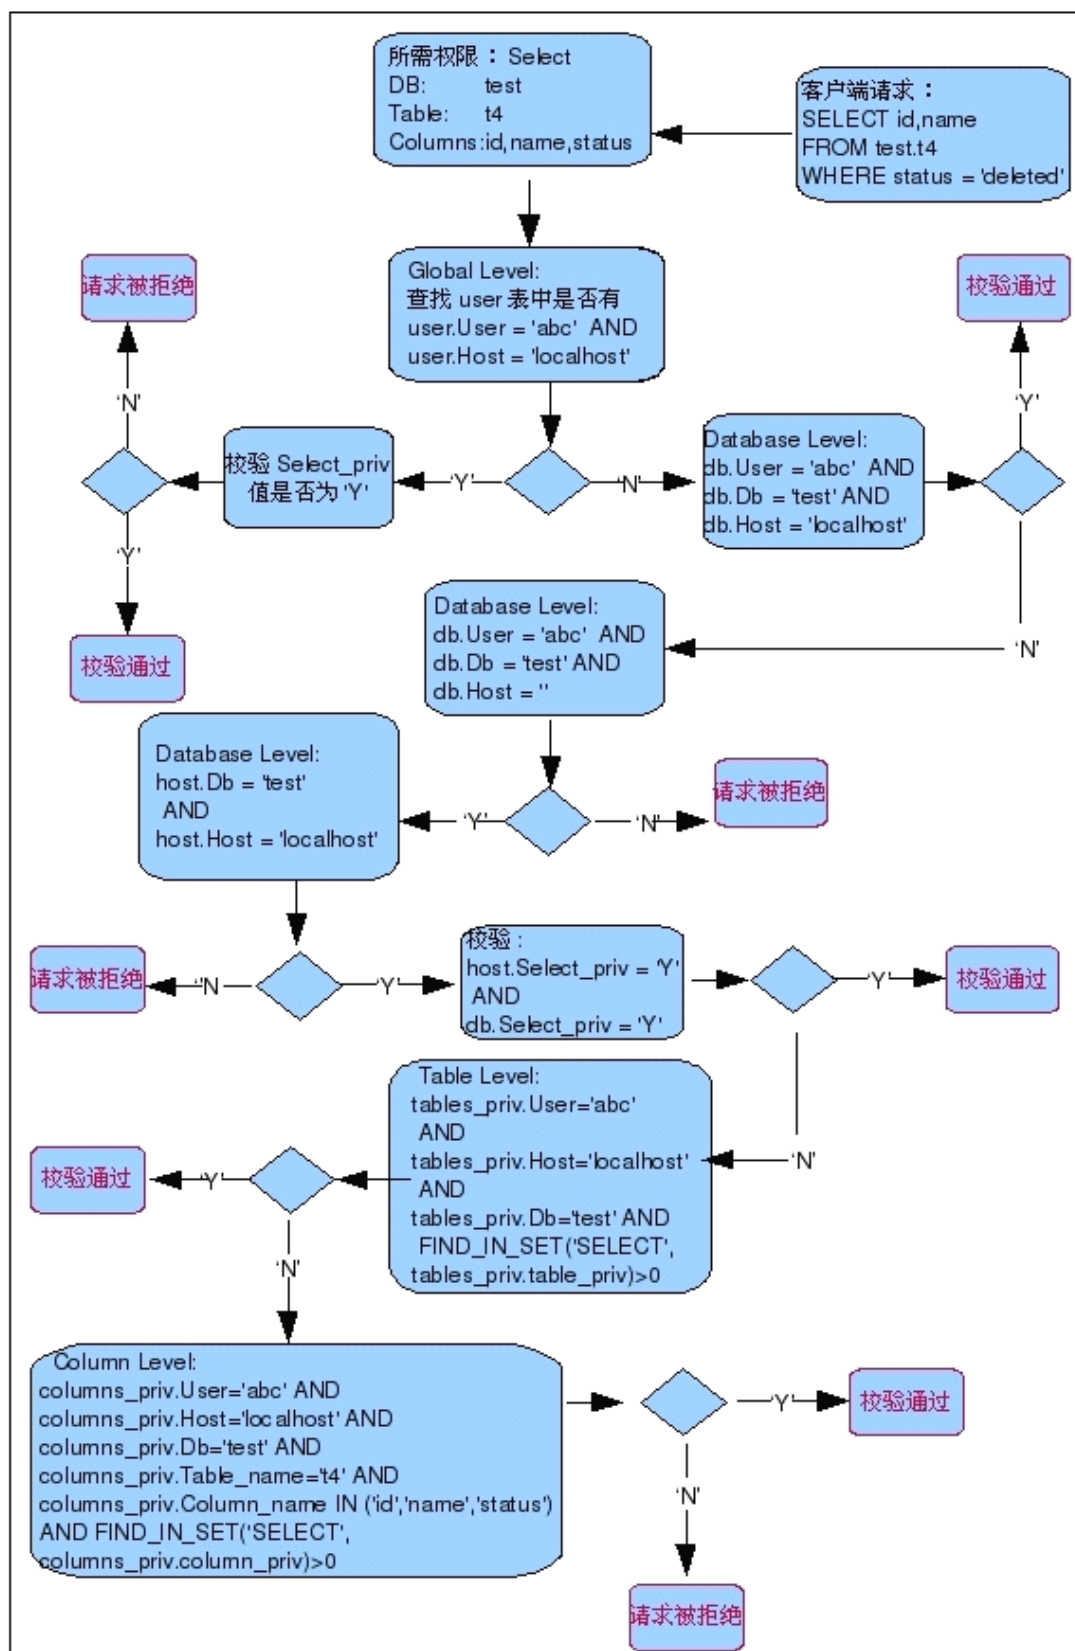 所需权限： Select
DB: test
Table: t4
Columns:id,name,status
客户端请求：
SELECT id,name
FROM test.t4
WHERE status = 'deleted'
Global Level:
查找 user 表中是否有
user.User = 'abc' AND
user.Host = 'localhost'
请求被拒绝
校验通过
'N'
'Y'
校验 Select_priv
值是否为 'Y'
'Y'
'N'
Database Level:
db.User = 'abc' AND
db.Db = 'test' AND
db.Host = 'localhost'
'Y'
校验通过
'N'
Database Level:
db.User = 'abc' AND
db.Db = 'test' AND
db.Host = ''
Database Level:
host.Db = 'test'
AND
host.Host = 'localhost'
'Y'
'N'
请求被拒绝
请求被拒绝
'N
'Y'
校验：
host.Select_priv = 'Y'
AND
db.Select_priv = 'Y'
'Y'
校验通过
'N'
Table Level:
tables_priv.User='abc'
AND
tables_priv.Host='localhost'
AND
tables_priv.Db='test' AND
FIND_IN_SET('SELECT',
tables_priv.table_priv)>0
校验通过
'Y'
'N'
Column Level:
columns_priv.User='abc' AND
columns_priv.Host='localhost' AND
columns_priv.Db='test' AND
columns_priv.Table_name='t4' AND
columns_priv.Column_name IN ('id','name','status')
AND FIND_IN_SET('SELECT',
columns_priv.column_priv)>0
'Y'
校验通过
'N'
请求被拒绝